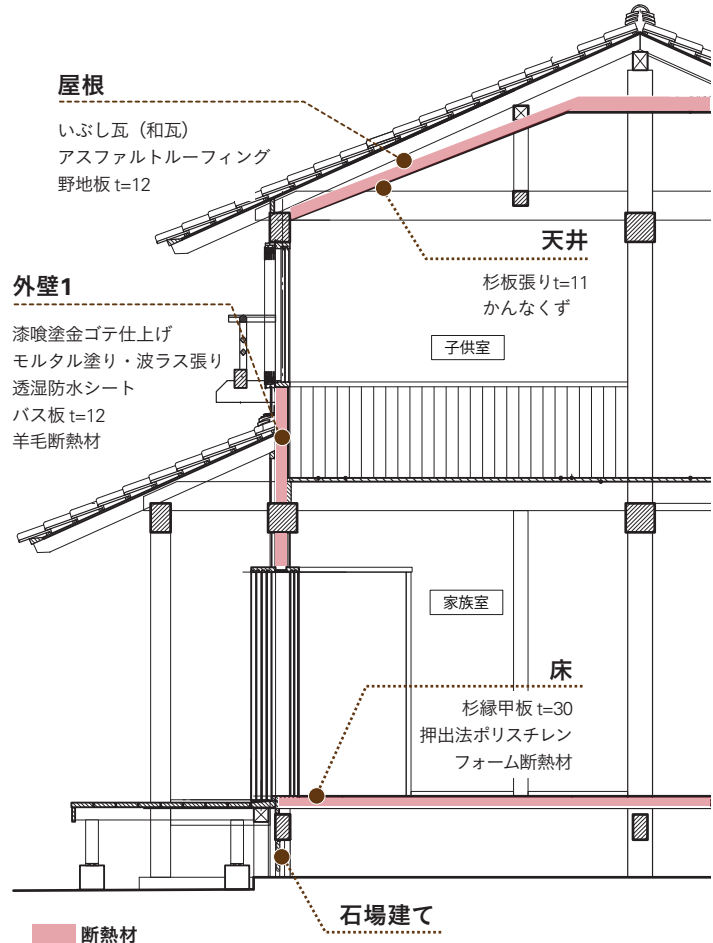 屋根
いぶし瓦（和瓦）
アスファルトルーフィング
野地板 t=12
天井
杉板張りt=11
かんなくず
外壁1
漆喰塗金ゴテ仕上げ
モルタル塗り・波ラス張り
透湿防水シート
バス板 t=12
羊毛断熱材
子供室
家族室
床
杉縁甲板 t=30
押出法ポリスチレン
フォーム断熱材
石場建て
断熱材